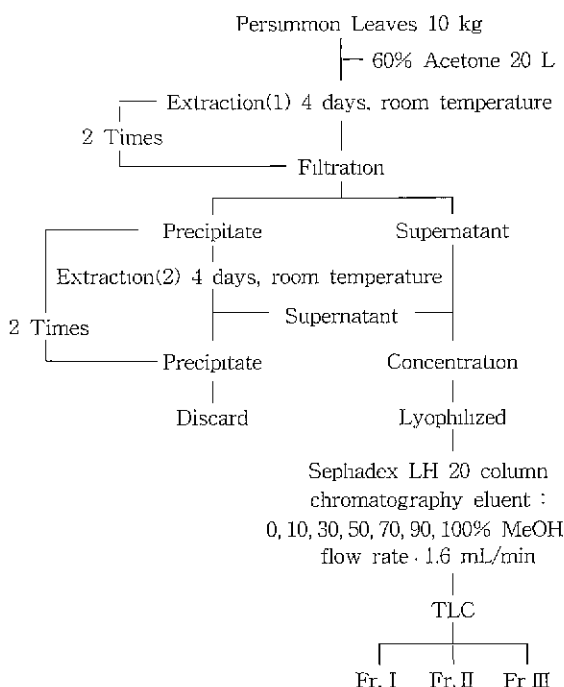 Persimmon Leaves 10 kg
60% Acetone 20 L
Extraction(1) 4 days, room temperature
2 Times
Filtration
Precipitate Supernatant
Extraction(2) 4 days, room temperature
Supernatant
2 Times
Precipitate Concentration
Discard Lyophilized
Sephadex LH 20 column
chromatography eluent :
0, 10, 30, 50, 70, 90, 100% MeOH
flow rate · 1.6 mL/min
TLC
Fr. I Fr. II Fr III